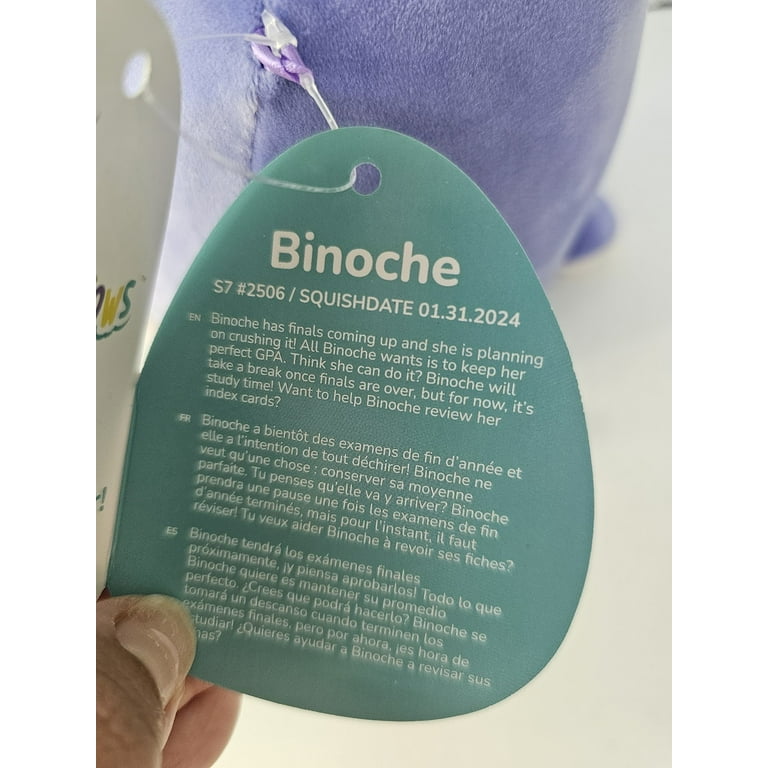 Binoche
S7 #2506 / SQUISHDATE 01.31.2024
EN Binoche has finals coming up and she is planning
on crushing it! All Binoche wants is to keep her
perfect GPA. Think she can do it? Binoche will
take a break once finals are over, but for now, it's
study time! Want to help Binoche review her
index cards?
FR Binoche a bientôt des examens de fin d'année et
elle a l'intention de tout déchirer! Binoche ne
veut qu'une chose : conserver sa moyenne
parfaite. Tu penses qu'elle va y arriver? Binoche
prendra une pause une fois les examens de fin
d'année terminés, mais pour l'instant, il faut
réviser! Tu veux aider Binoche à revoir ses fiches?
ES Binoche tendrá los exámenes finales
próximamente, ¡y piensa aprobarlos! Todo lo que
Binoche quiere es mantener su promedio
perfecto. ¿Crees que podrá hacerlo? Binoche se
tomará un descanso cuando terminen los
exámenes finales, pero por ahora, ¡es hora de
tudiar! ¿Quieres ayudar a Binoche a revisar sus
has?
ows
r!